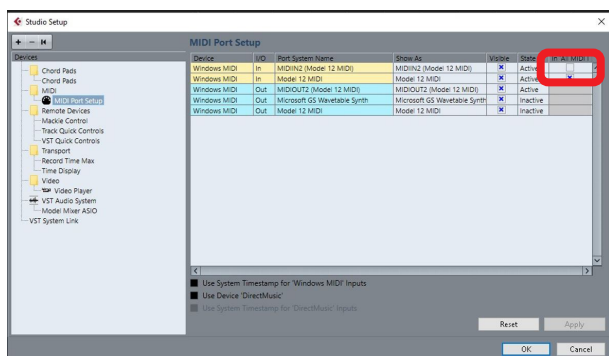 Studio Setup
+ −
Devices
Chord Pads
Chord Pads
MIDI
MIDI Port Setup
Remote Devices
Mackie Control
Track Quick Controls
VST Quick Controls
Transport
Record Time Max
Time Display
Video
Video Player
VST Audio System
Model Mixer ASIO
VST System Link
MIDI Port Setup
Device I/O Port System Name Show As Visible State
Windows MIDI In MIDIIN2 (Model 12 MIDI) MIDIIN2 (Model 12 MIDI) Active
Windows MIDI In Model 12 MIDI Model 12 MIDI Active
Windows MIDI Out MIDIOUT2 (Model 12 MIDI) MIDIOUT2 (Model 12 MIDI) Active
Windows MIDI Out Microsoft GS Wavetable Synth Microsoft GS Wavetable Synth Inactive
Windows MIDI Out Model 12 MIDI Model 12 MIDI Inactive
Use System Timestamp for 'Windows MIDI' Inputs
Use Device 'DirectMusic'
Use System Timestamp for 'DirectMusic' Inputs
Reset Apply
OK Cancel